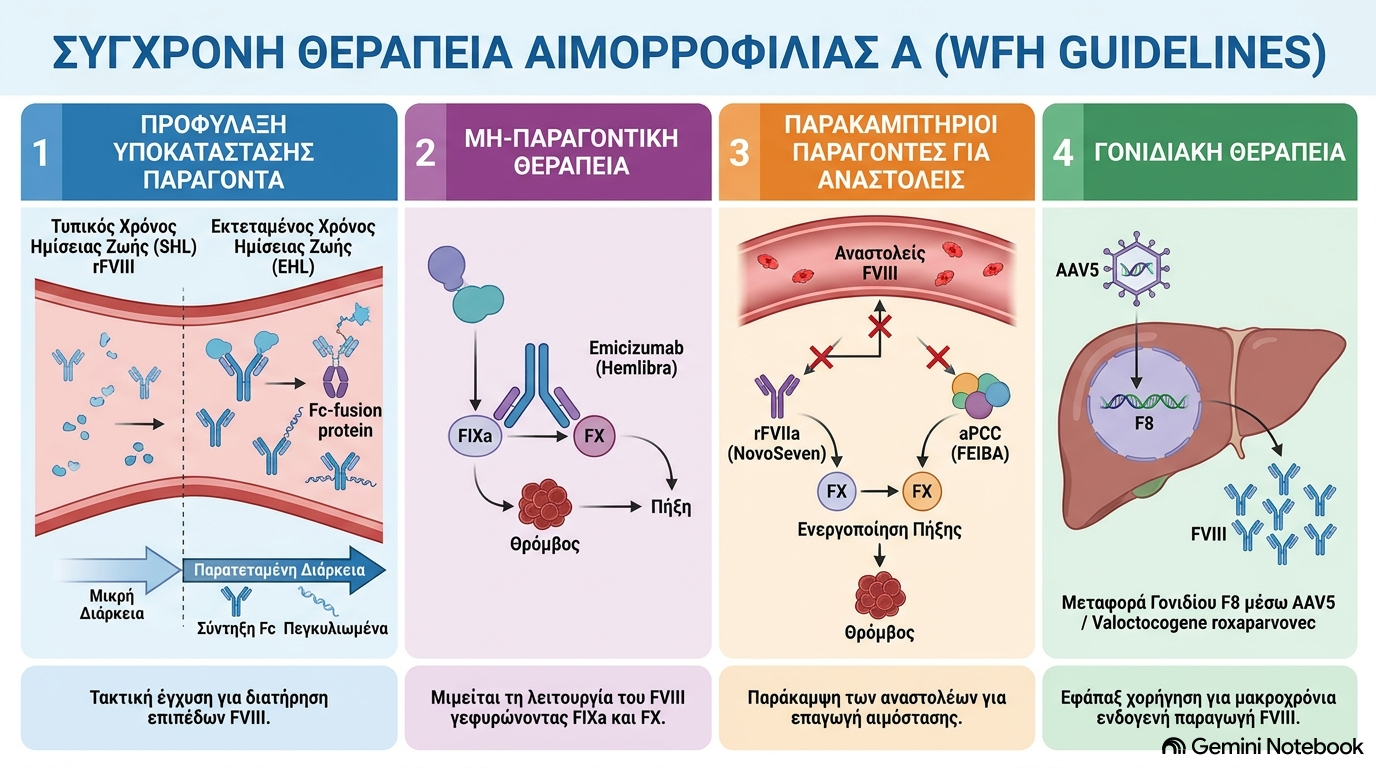 ΣΥΓΧΡΟΝΗ ΘΕΡΑΠΕΙΑ ΑΙΜΟΡΡΟΦΙΛΙΑΣ Α (WFH GUIDELINES)
1
ΠΡΟΦΥΛΑΞΗ
ΥΠΟΚΑΤΑΣΤΑΣΗΣ
ΠΑΡΑΓΟΝΤΑ
Τυπικός Χρόνος
Ημίσειας Ζωής (SHL)
rFVIII
Εκτεταμένος Χρόνος
Ημίσειας Ζωής
(EHL)
Fc-fusion
protein
Μικρή
Διάρκεια
Παρατεταμένη Διάρκεια
Σύντηξη Fc
Πεγκυλιωμένα
Τακτική έγχυση για διατήρηση
επιπέδων FVIII.
2
ΜΗ-ΠΑΡΑΓΟΝΤΙΚΗ
ΘΕΡΑΠΕΙΑ
Emicizumab
(Hemlibra)
FIXa
FX
Θρόμβος
Πήξη
Μιμείται τη λειτουργία του FVIII
γεφυρώνοντας FIXa και FX.
3
ΠΑΡΑΚΑΜΠΤΗΡΙΟΙ
ΠΑΡΑΓΟΝΤΕΣ ΓΙΑ
ΑΝΑΣΤΟΛΕΙΣ
Αναστολείς
FVIII
rFVIIa
(NovoSeven)
aPCC
(FEIBA)
FX
FX
Ενεργοποίηση Πήξης
Θρόμβος
Παράκαμψη των αναστολέων για
επαγωγή αιμόστασης.
4
ΓΟΝΙΔΙΑΚΗ ΘΕΡΑΠΕΙΑ
AAV5
F8
FVIII
Μεταφορά Γονιδίου F8 μέσω AAV5
/ Valoctocogene roxaparvovec
Εφάπαξ χορήγηση για μακροχρόνια
ενδογενή παραγωγή FVIII.
Gemini Notebook